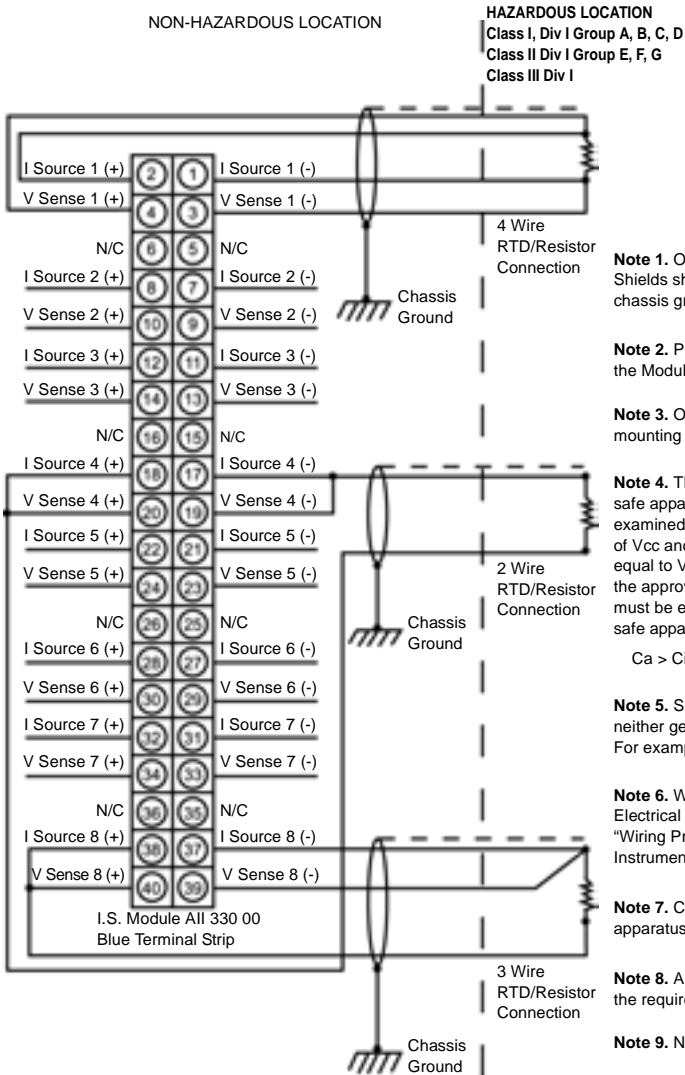 NON-HAZARDOUS LOCATION
HAZARDOUS LOCATION
Class I, Div I Group A, B, C, D
Class II Div I Group E, F, G
Class III Div I
I Source 1 (+) 2 1 I Source 1 (-)
V Sense 1 (+) 4 3 V Sense 1 (-)
N/C 6 5 N/C
I Source 2 (+) 8 7 I Source 2 (-)
V Sense 2 (+) 10 9 V Sense 2 (-)
I Source 3 (+) 12 11 I Source 3 (-)
V Sense 3 (+) 14 13 V Sense 3 (-)
N/C 16 15 N/C
I Source 4 (+) 18 17 I Source 4 (-)
V Sense 4 (+) 20 19 V Sense 4 (-)
I Source 5 (+) 22 21 I Source 5 (-)
V Sense 5 (+) 24 23 V Sense 5 (-)
N/C 26 25 N/C
I Source 6 (+) 28 27 I Source 6 (-)
V Sense 6 (+) 30 29 V Sense 6 (-)
I Source 7 (+) 32 31 I Source 7 (-)
V Sense 7 (+) 34 33 V Sense 7 (-)
N/C 36 35 N/C
I Source 8 (+) 38 37 I Source 8 (-)
V Sense 8 (+) 40 39 V Sense 8 (-)
I.S. Module AII 330 00
Blue Terminal Strip
4 Wire
RTD/Resistor
Connection
Chassis
Ground
2 Wire
RTD/Resistor
Connection
Chassis
Ground
3 Wire
RTD/Resistor
Connection
Chassis
Ground
Note 1. O
Shields sh
chassis gr
Note 2. P
the Modul
Note 3. O
mounting
Note 4. Th
safe appa
examined
of Vcc and
equal to V
the approv
must be e
safe appa
Ca > Ci
Note 5. S
neither ge
For examp
Note 6. W
Electrical
"Wiring Pr
Instrumen
Note 7. C
apparatus
Note 8. A
the require
Note 9. N